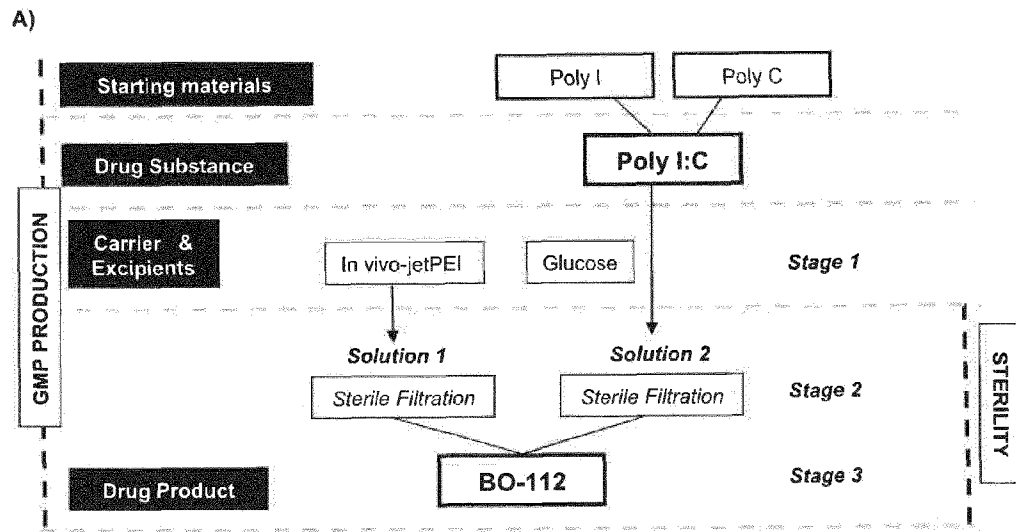 A)
Starting materials
Poly I
Poly C
Drug Substance
Poly I:C
GMP PRODUCTION
Carrier &
Excipients
In vivo-jetPEI
Glucose
Stage 1
Solution 1
Solution 2
STERILITY
Sterile Filtration
Sterile Filtration
Stage 2
Drug Product
BO-112
Stage 3